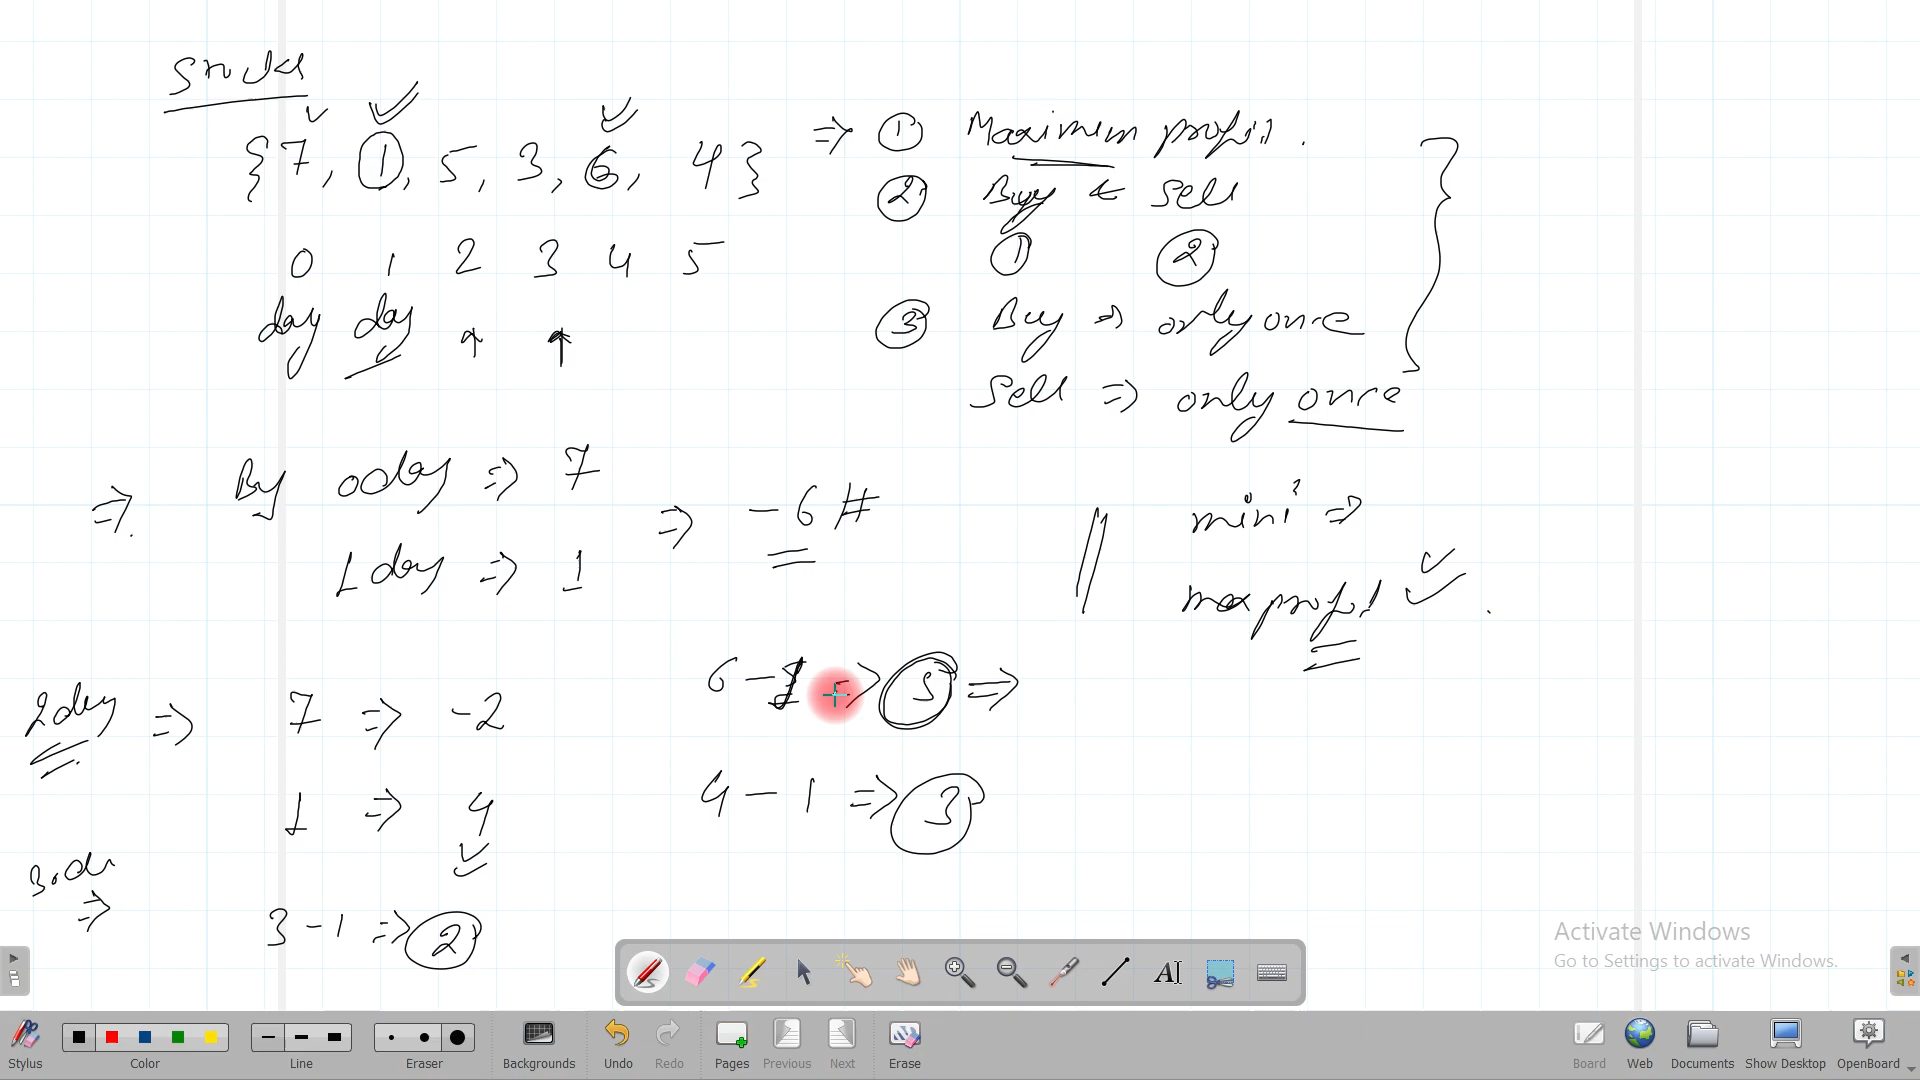 Stocks
{7, 1, 5, 3, 6, 4} => ① Maximum profit.
② Buy & Sell
① ②
0 1 2 3 4 5
day day
③ Buy => only once
Sell => only once
=> By 0day => 7
1day => 1
=> -6 #
mini =>
max profit
2day => 7 => -2
1 => 4
3rd =>
3 - 1 => 2
6 - 1 => 5 =>
4 - 1 => 3
Activate Windows
Go to Settings to activate Windows.
Stylus
Color
Line
Eraser
Backgrounds
Undo
Redo
Pages
Previous
Next
Erase
Board
Web
Documents
Show Desktop
OpenBoard